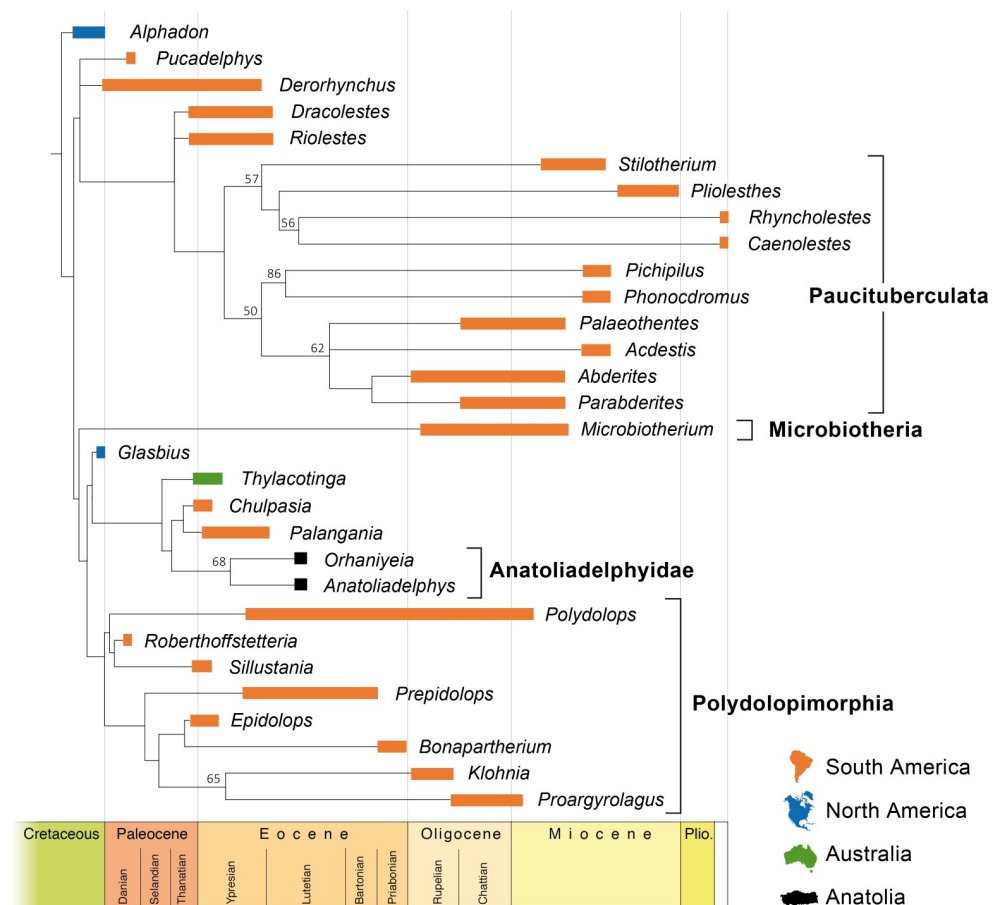 Alphadon
Pucadelphys
Derorhynchus
Dracolestes
Riolestes
Stilotherium
57
Pliolesthes
Rhyncholestes
56
Caenolestes
Pichipilus
86
Phonocdromus
Paucituberculata
50
Palaeothentes
62
Acdestis
Abderites
Parabderites
Microbiotherium
Microbiotheria
Glasbius
Thylacotinga
Chulpasia
Palangania
68
Orhaniyeia
Anatoliadelphyidae
Anatoliadelphys
Polydolops
Roberthoffstetteria
Sillustania
Prepidolops
Polydolopimorphia
Epidolops
Bonapartherium
65
Klohnia
Proargyrolagus
South America
North America
Australia
Anatolia
Cretaceous Paleocene Eocene Oligocene Miocene Plio.
Danian Selandian Thanatian Ypresian Lutetian Bartonian Priabonian Rupelian Chattian